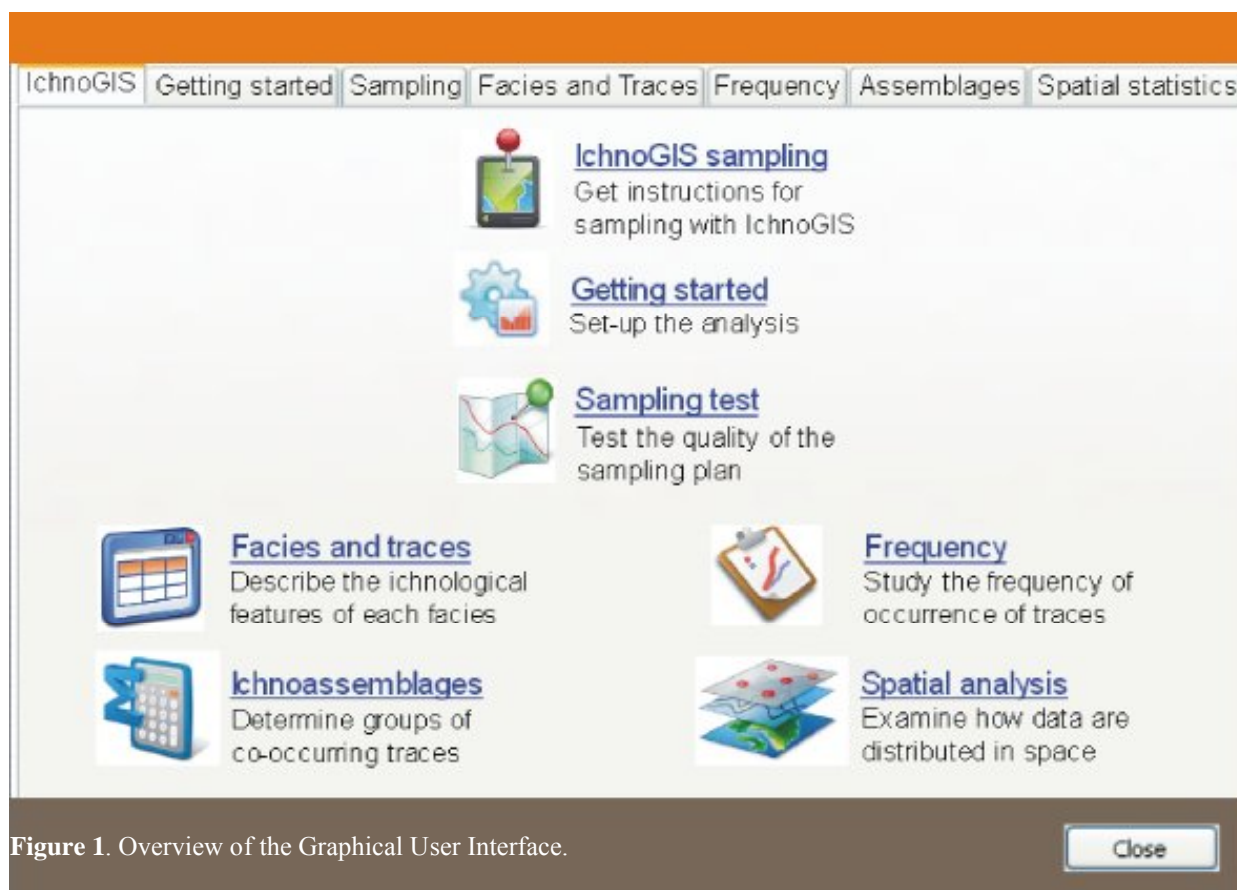 IchnoGIS Getting started Sampling Facies and Traces Frequency Assemblages Spatial statistics
IchnoGIS sampling
Get instructions for
sampling with IchnoGIS
Getting started
Set-up the analysis
Sampling test
Test the quality of the
sampling plan
Facies and traces
Describe the ichnological
features of each facies
Frequency
Study the frequency of
occurrence of traces
Ichnoassemblages
Determine groups of
co-occurring traces
Spatial analysis
Examine how data are
distributed in space
Figure 1. Overview of the Graphical User Interface.
Close